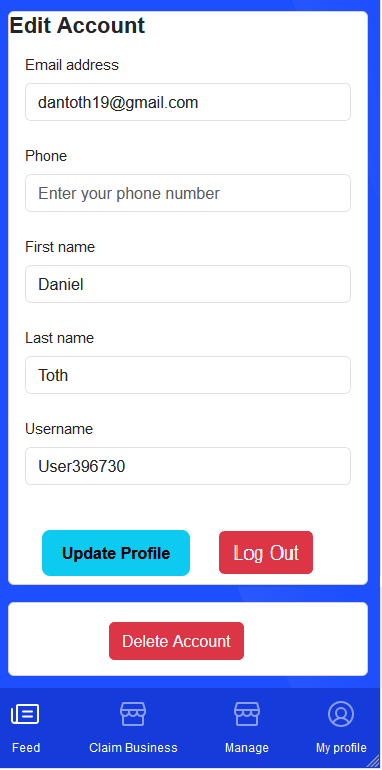 Edit Account
Email address
dantoth19@gmail.com
Phone
Enter your phone number
First name
Daniel
Last name
Toth
Username
User396730
Update Profile Log Out
Delete Account
Feed Claim Business Manage My profile